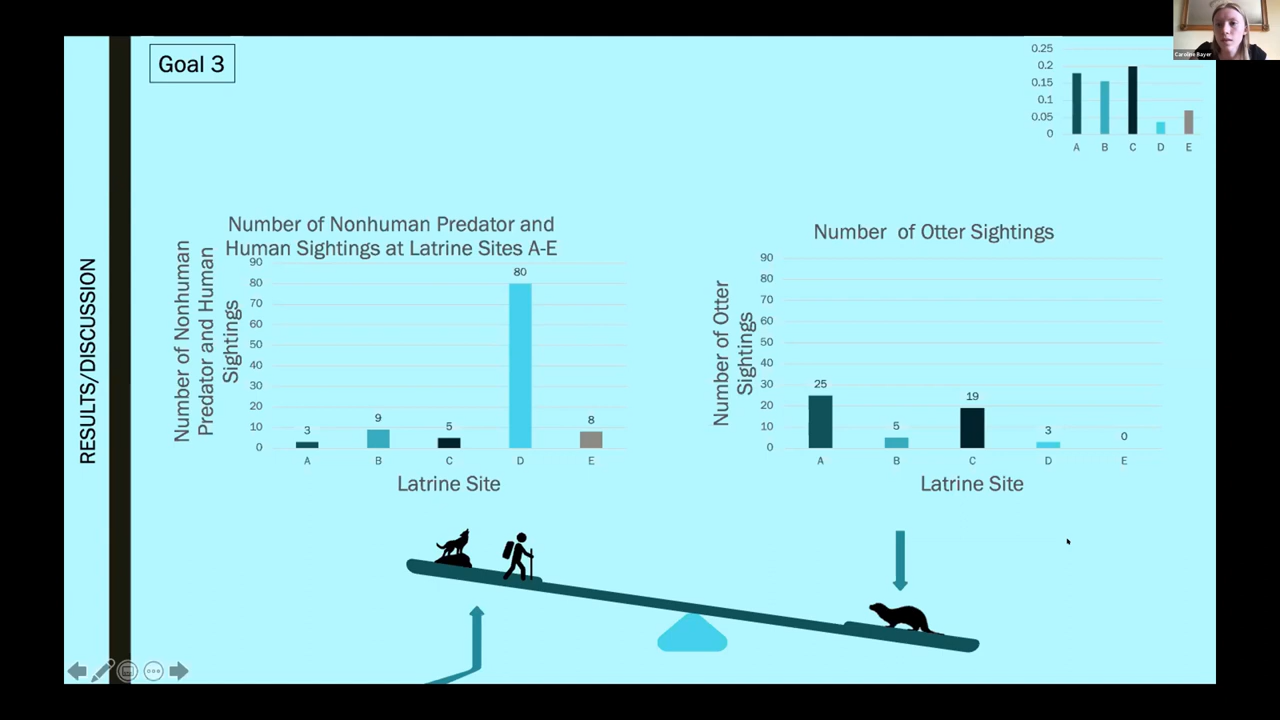 Goal 3
Caroline Bayer
0.25
0.2
0.15
0.1
0.05
0
A B C D E
RESULTS/DISCUSSION
Number of Nonhuman Predator and
Human Sightings at Latrine Sites A-E
Number of Nonhuman
Predator and Human
Sightings
90
80
70
60
50
40
30
20
10
0
3 9 5 80 8
A B C D E
Latrine Site
Number of Otter Sightings
Number of Otter
Sightings
90
80
70
60
50
40
30
20
10
0
25 5 19 3 0
A B C D E
Latrine Site